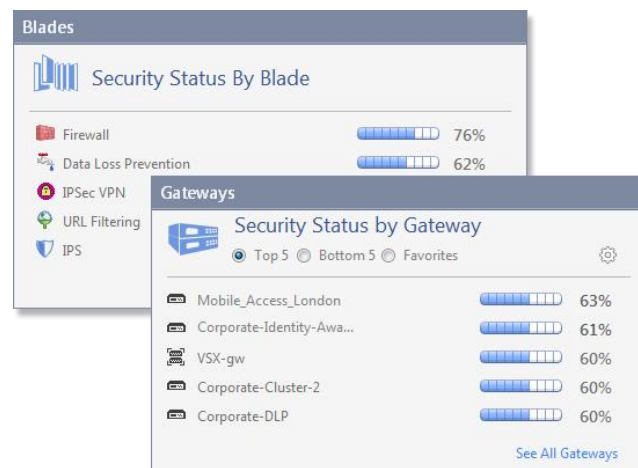 Blades
Security Status By Blade
Firewall 76%
Data Loss Prevention 62%
IPSec VPN
URL Filtering
IPS
Gateways
Security Status by Gateway
Top 5 Bottom 5 Favorites
Mobile_Access_London 63%
Corporate-Identity-Awa... 61%
VSX-gw 60%
Corporate-Cluster-2 60%
Corporate-DLP 60%
See All Gateways